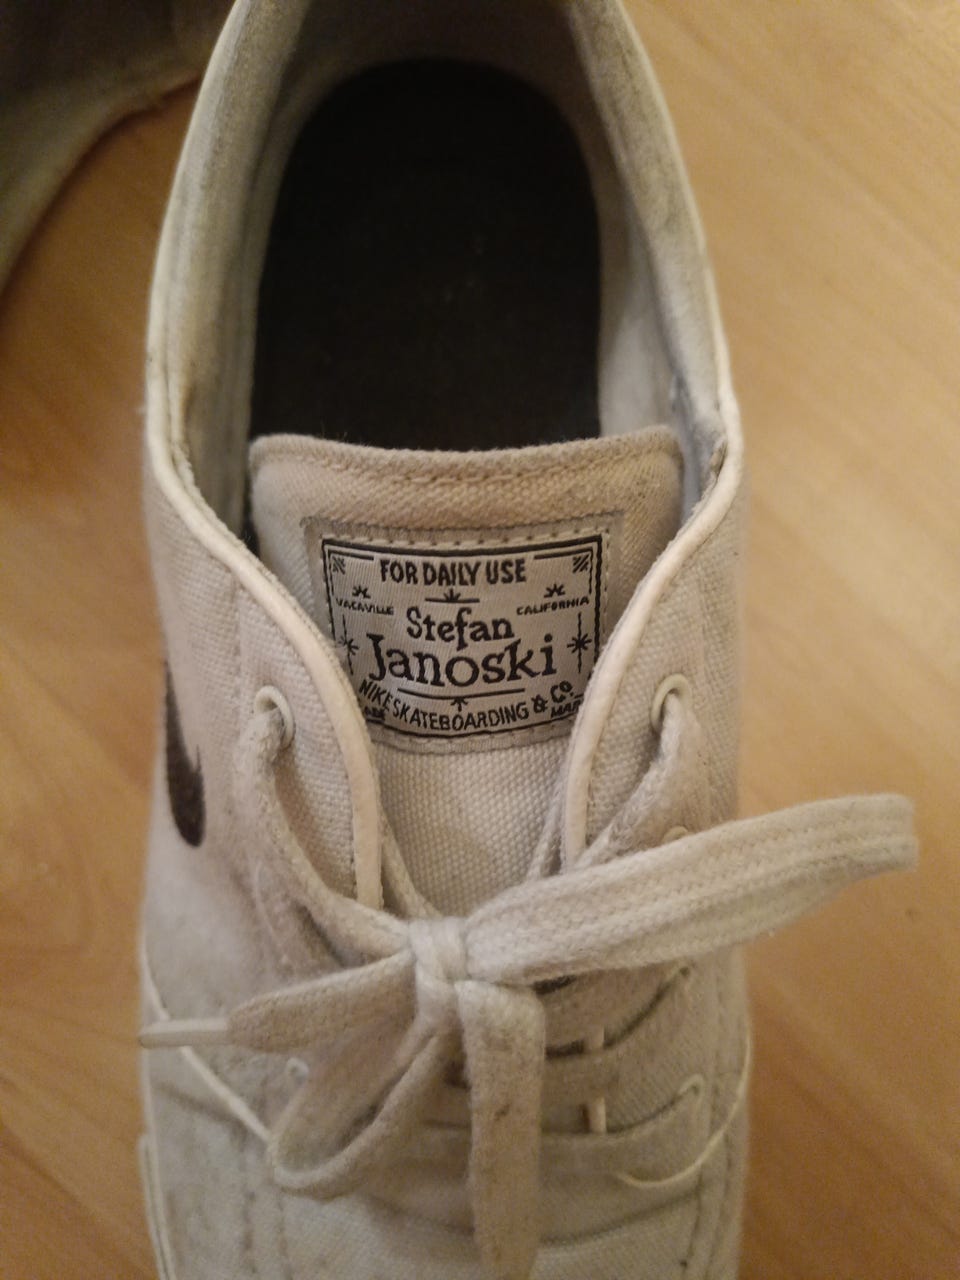 FOR DAILY USE
VACAVILLE CALIFORNIA
Stefan
Janoski
NIKE SKATEBOARDING & CO